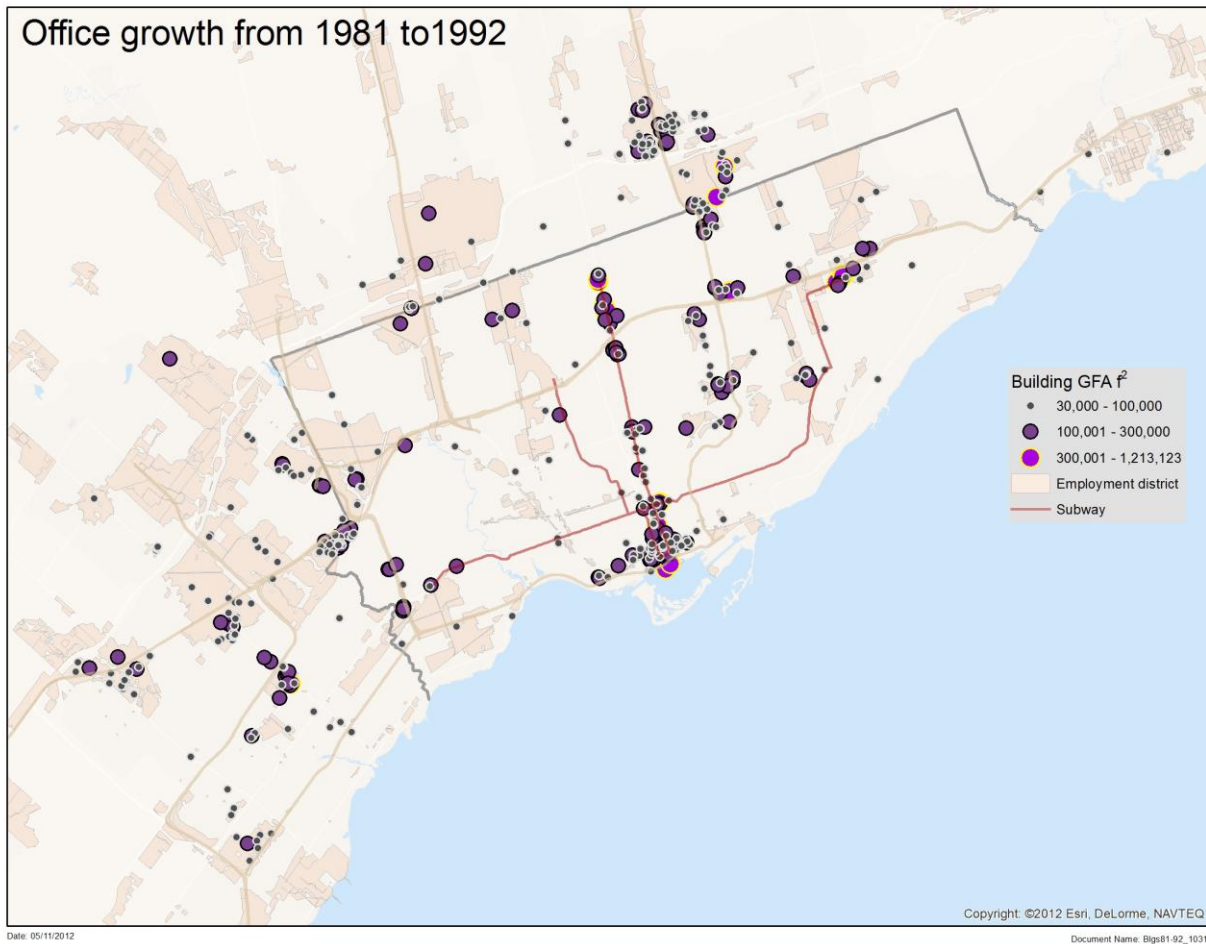 Office growth from 1981 to1992
Building GFA f²
30,000 - 100,000
100,001 - 300,000
300,001 - 1,213,123
Employment district
Subway
Copyright: ©2012 Esri, DeLorme, NAVTEQ
Date: 05/11/2012
Document Name: Blgs81-92_1031